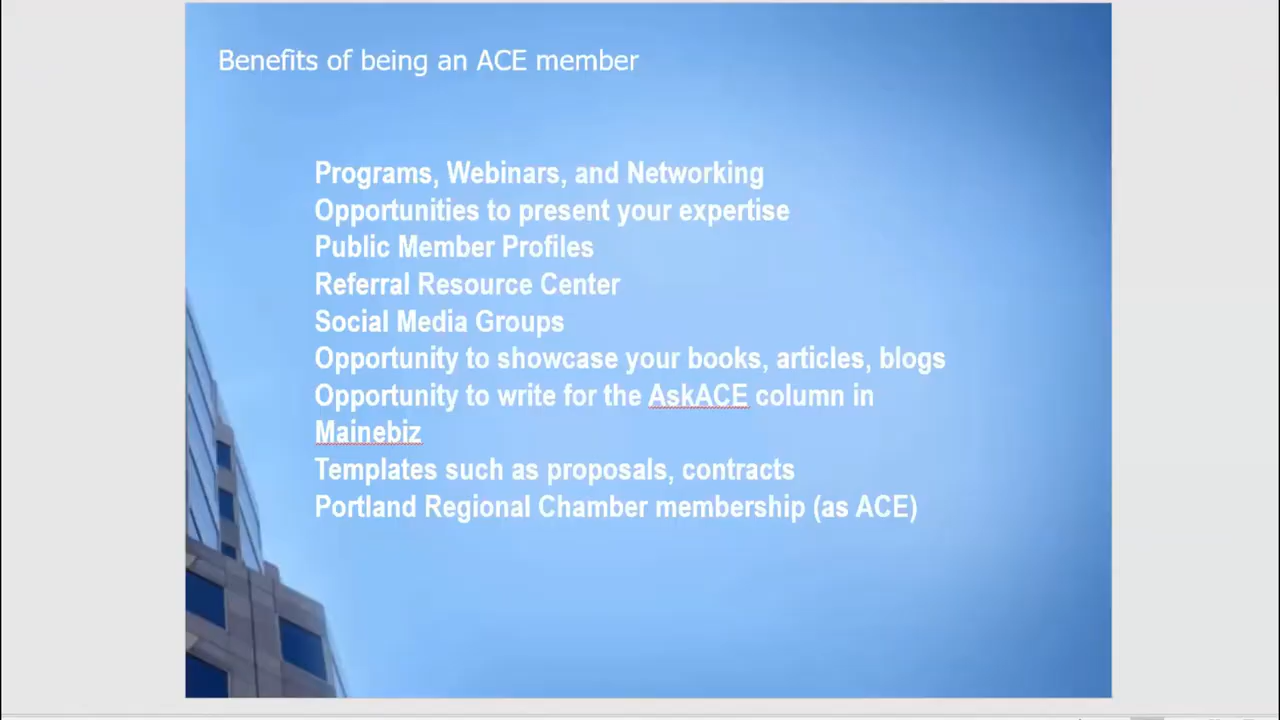 Benefits of being an ACE member
Programs, Webinars, and Networking
Opportunities to present your expertise
Public Member Profiles
Referral Resource Center
Social Media Groups
Opportunity to showcase your books, articles, blogs
Opportunity to write for the AskACE column in
Mainebiz
Templates such as proposals, contracts
Portland Regional Chamber membership (as ACE)